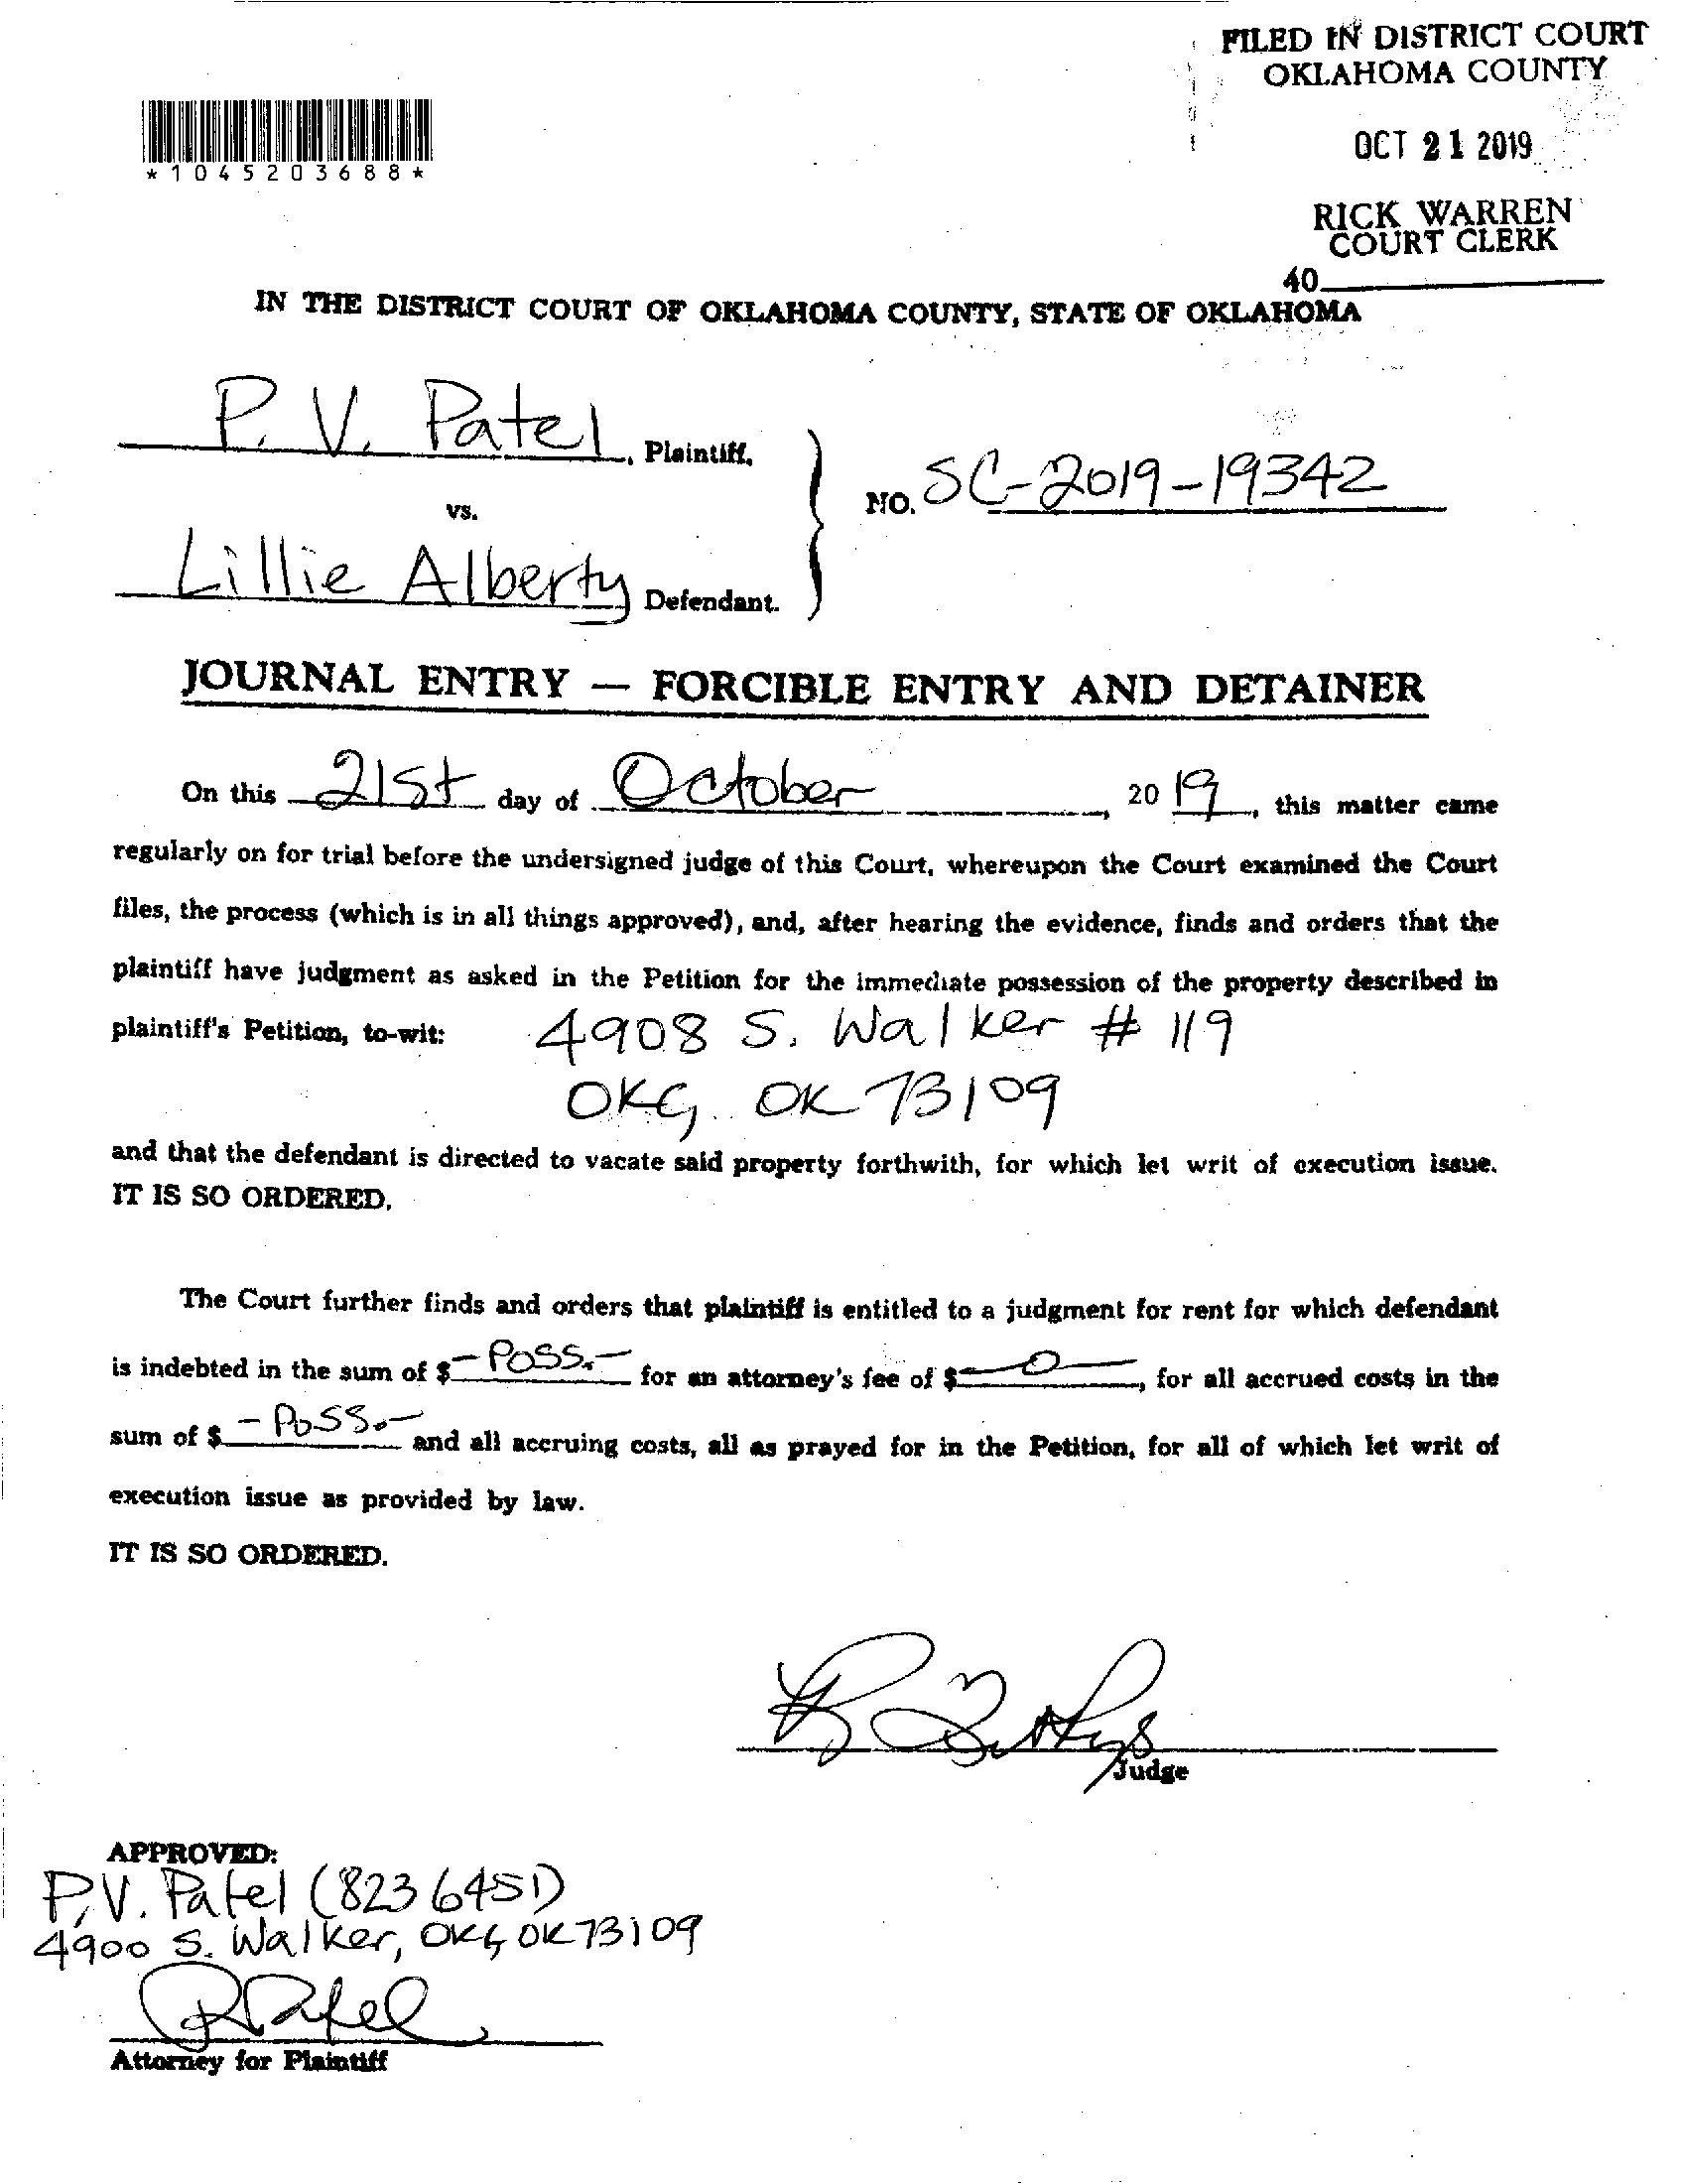 FILED IN DISTRICT COURT
OKLAHOMA COUNTY
OCT 21 2019
RICK WARREN
COURT CLERK
40
*1045203688*
IN THE DISTRICT COURT OF OKLAHOMA COUNTY, STATE OF OKLAHOMA
P. V. Patel, Plaintiff,
vs.
NO. SC-2019-19342
Lillie Alberty Defendant.
JOURNAL ENTRY — FORCIBLE ENTRY AND DETAINER
On this 21st day of October, 20 19, this matter came
regularly on for trial before the undersigned judge of this Court, whereupon the Court examined the Court
files, the process (which is in all things approved), and, after hearing the evidence, finds and orders that the
plaintiff have judgment as asked in the Petition for the immediate possession of the property described in
plaintiff's Petition, to-wit: 4908 S. Walker # 119
OKC, OK 73109
and that the defendant is directed to vacate said property forthwith, for which let writ of execution issue.
IT IS SO ORDERED.
The Court further finds and orders that plaintiff is entitled to a judgment for rent for which defendant
is indebted in the sum of $ -POSS.- for an attorney's fee of $ -0-, for all accrued costs in the
sum of $ -POSS.- and all accruing costs, all as prayed for in the Petition, for all of which let writ of
execution issue as provided by law.
IT IS SO ORDERED.
Judge
APPROVED:
P.V. Patel (823 6451)
4900 S. Walker, OKC, OK 73109
PPatel
Attorney for Plaintiff